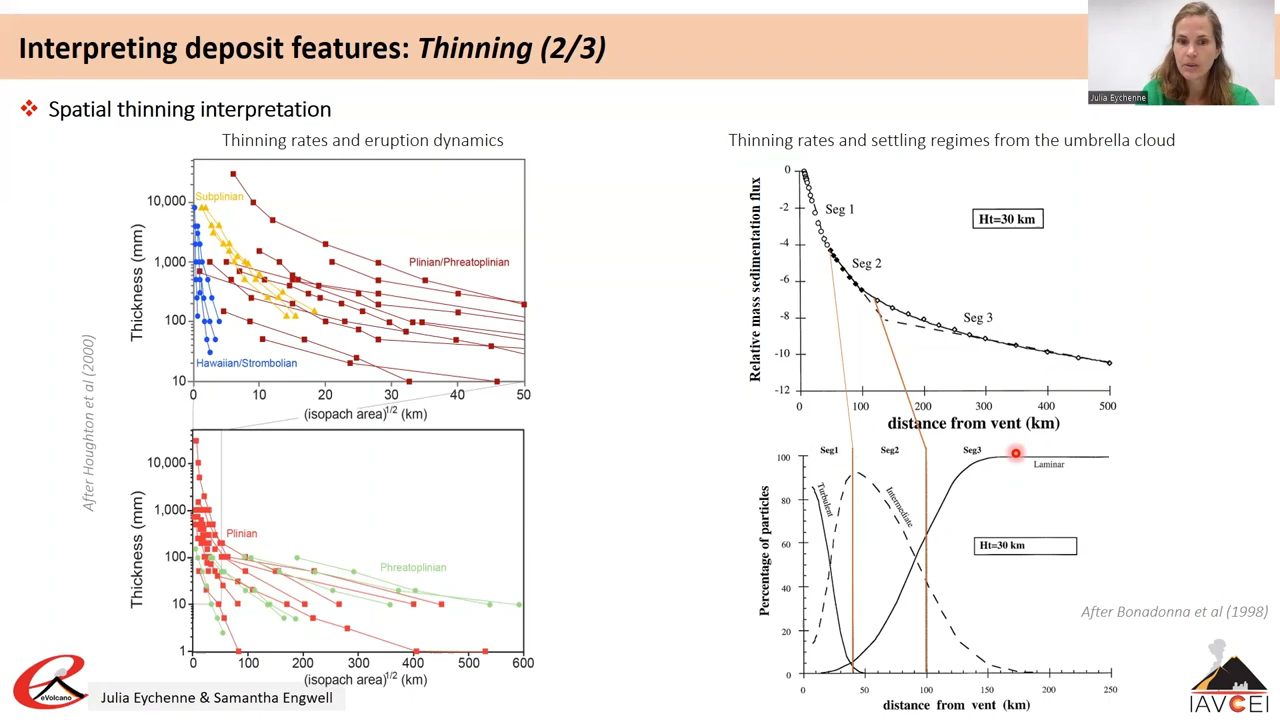 Interpreting deposit features: Thinning (2/3)
Julia Eychenne
Spatial thinning interpretation
Thinning rates and eruption dynamics
Thickness (mm)
10,000
1,000
100
10
Subplinian
Plinian/Phreatoplinian
Hawaiian/Strombolian
0 10 20 30 40 50
(isopach area)1/2 (km)
Thickness (mm)
10,000
1,000
100
10
1
Plinian
Phreatoplinian
0 100 200 300 400 500 600
(isopach area)1/2 (km)
After Houghton et al (2000)
Thinning rates and settling regimes from the umbrella cloud
Relative mass sedimentation flux
0
-2
-4
-6
-8
-10
-12
Seg 1
Seg 2
Seg 3
Ht=30 km
0 100 200 300 400 500
distance from vent (km)
Percentage of particles
100
80
60
40
20
0
Seg1 Seg2 Seg3
Turbulent
Intermediate
Laminar
Ht=30 km
0 50 100 150 200 250
distance from vent (km)
After Bonadonna et al (1998)
eVolcano
Julia Eychenne & Samantha Engwell
IAVCEI